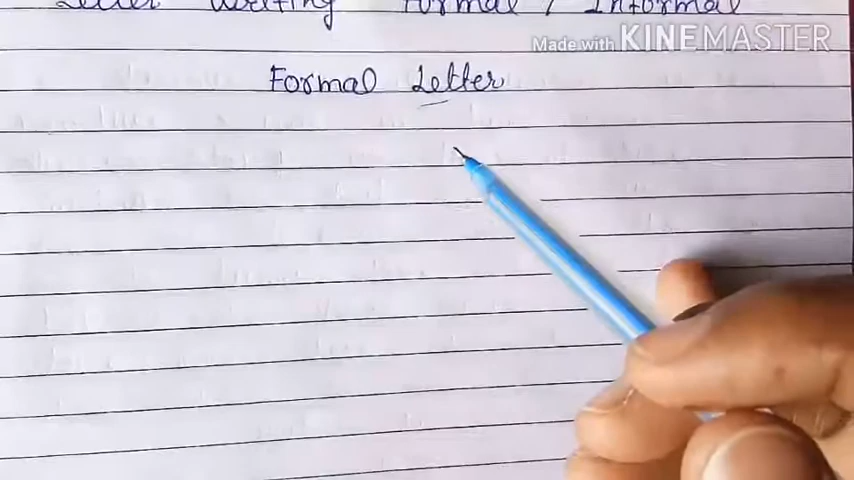 Letter Writing Formal / Informal
Made with KINEMASTER
Formal Letter